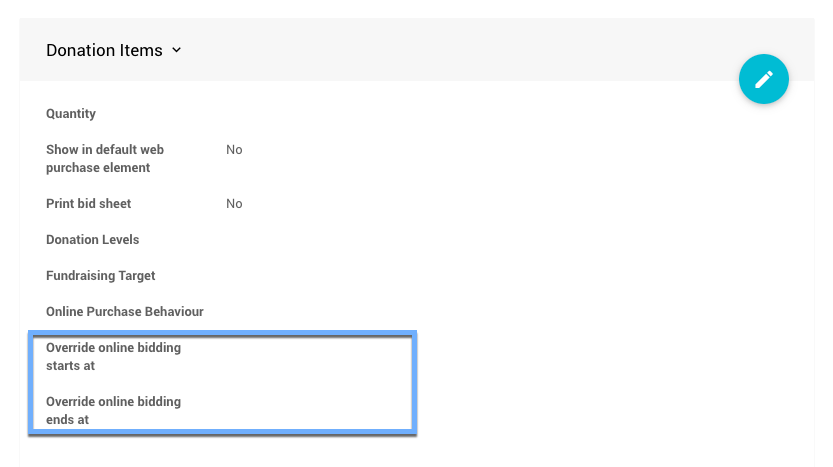 Donation Items
Quantity
Show in default web No
purchase element
Print bid sheet No
Donation Levels
Fundraising Target
Online Purchase Behaviour
Override online bidding
starts at
Override online bidding
ends at